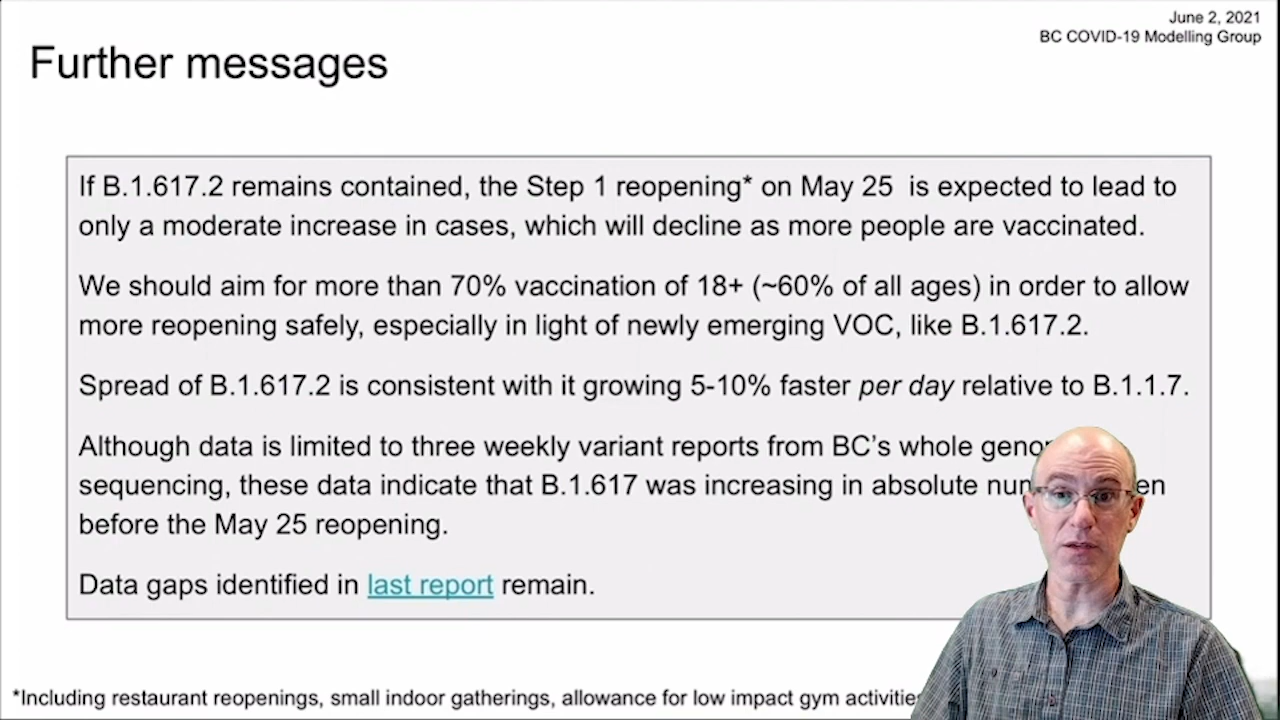 June 2, 2021
BC COVID-19 Modelling Group
Further messages
If B.1.617.2 remains contained, the Step 1 reopening* on May 25 is expected to lead to
only a moderate increase in cases, which will decline as more people are vaccinated.
We should aim for more than 70% vaccination of 18+ (~60% of all ages) in order to allow
more reopening safely, especially in light of newly emerging VOC, like B.1.617.2.
Spread of B.1.617.2 is consistent with it growing 5-10% faster per day relative to B.1.1.7.
Although data is limited to three weekly variant reports from BC's whole
sequencing, these data indicate that B.1.617 was increasing in absolute
before the May 25 reopening.
Data gaps identified in last report remain.
*Including restaurant reopenings, small indoor gatherings, allowance for low impact gym